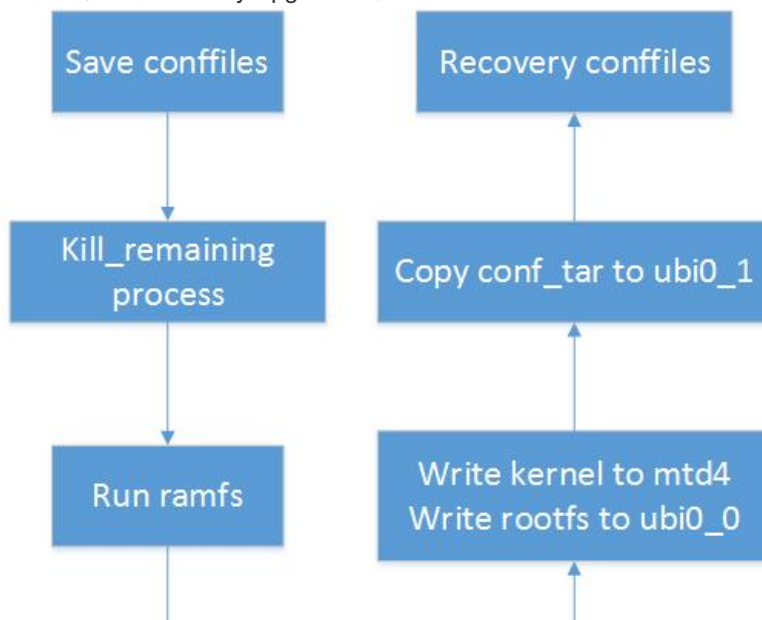 Save conffiles
Kill_remaining
process
Run ramfs
Recovery conffiles
Copy conf_tar to ubi0_1
Write kernel to mtd4
Write rootfs to ubi0_0